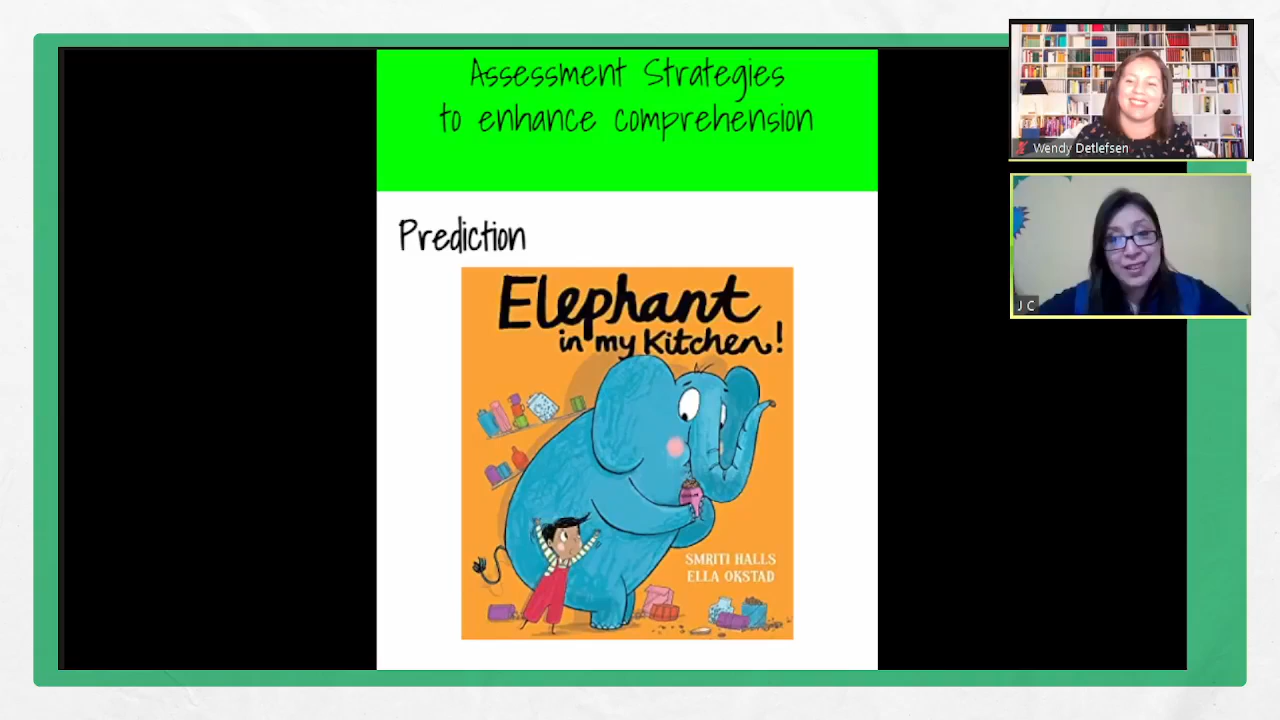 Assessment Strategies
to enhance comprehension
Prediction
Elephant
in my Kitchen!
SMRITI HALLS
ELLA OKSTAD
Wendy Detlefsen
J C